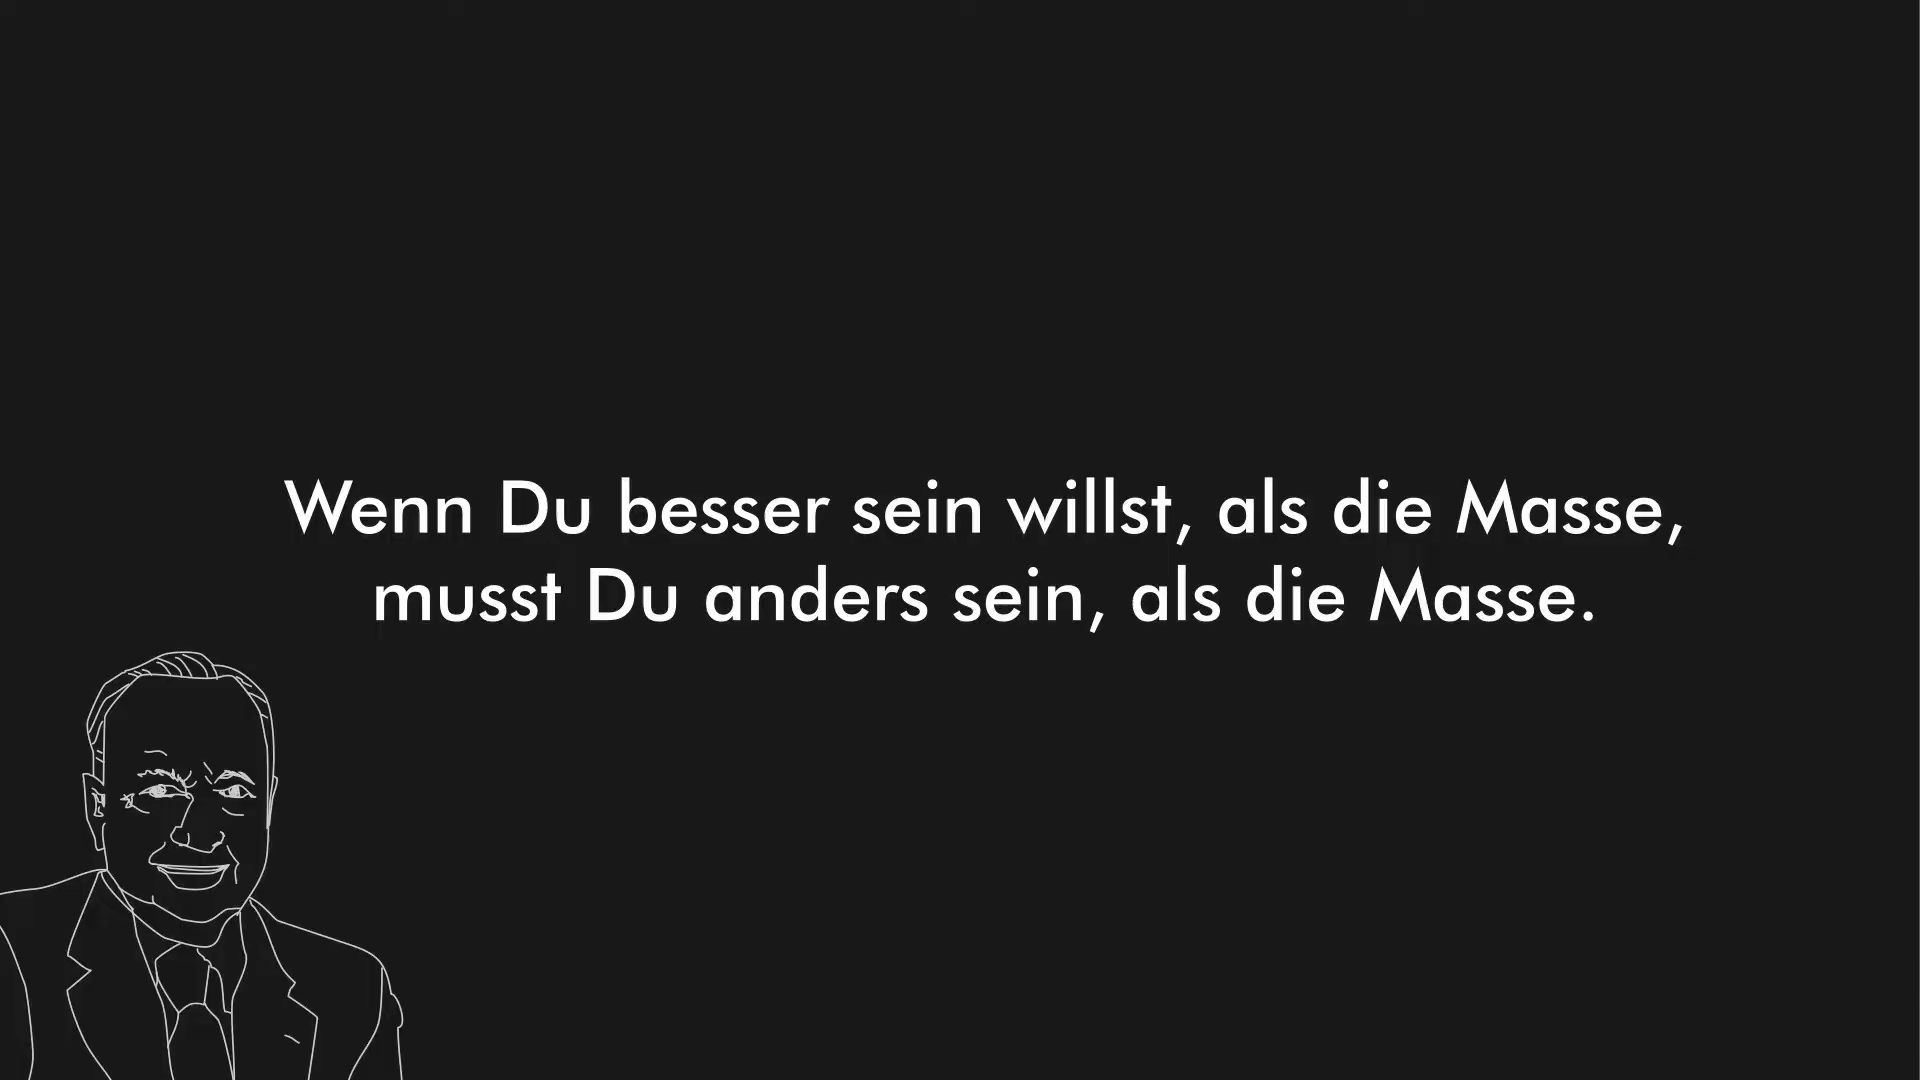 Wenn Du besser sein willst, als die Masse,
musst Du anders sein, als die Masse.